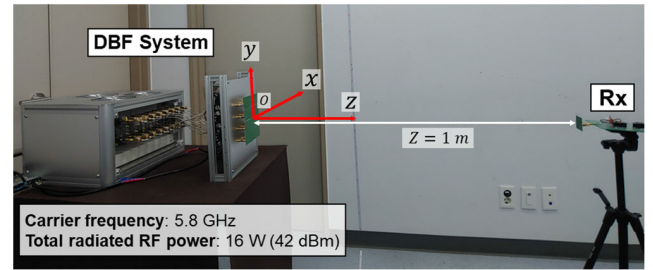 DBF System
y
x
O
Z
Rx
Z = 1 m
Carrier frequency: 5.8 GHz
Total radiated RF power: 16 W (42 dBm)